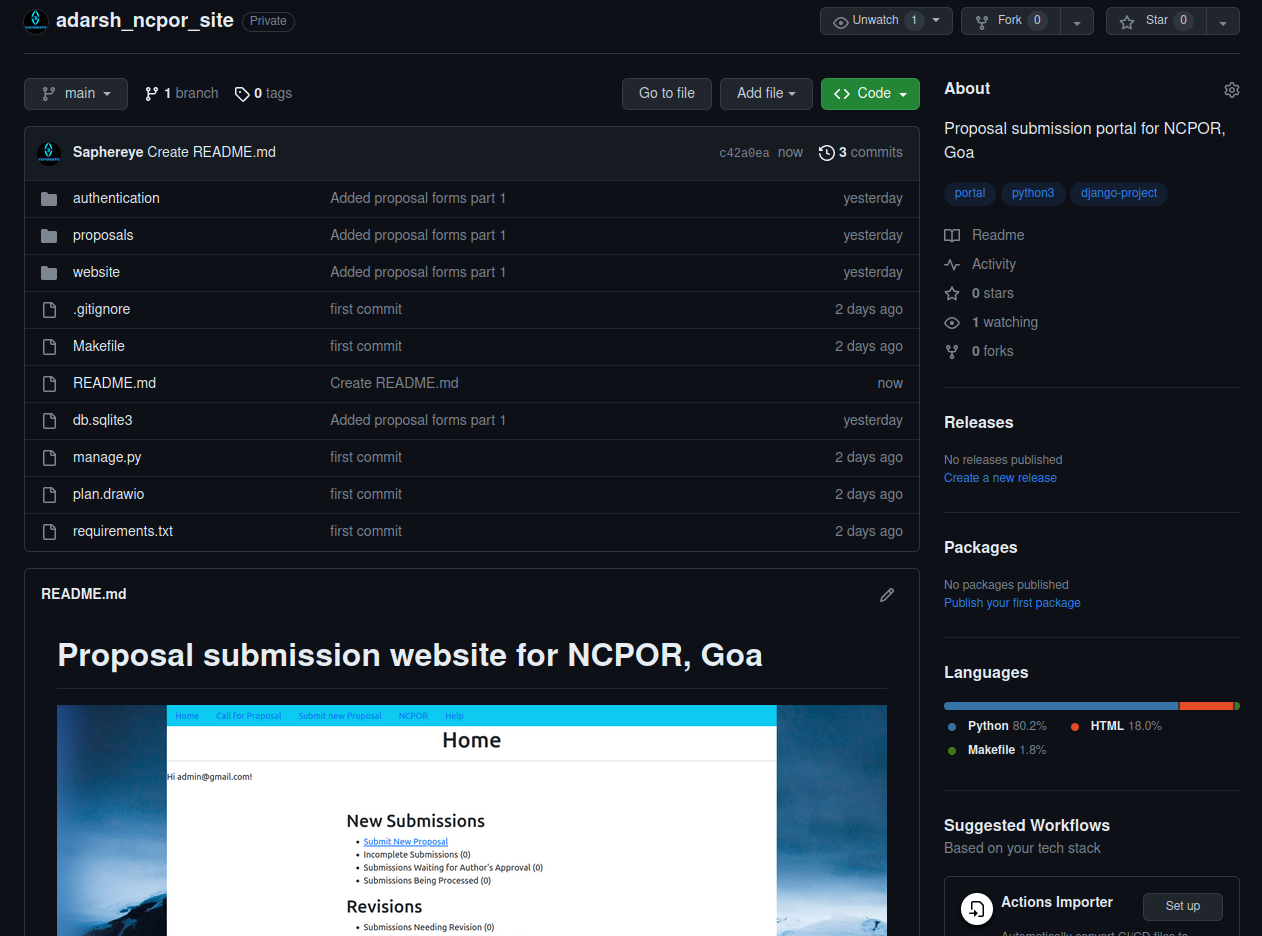 adarsh_ncpor_site Private Unwatch 1 Fork 0 Star 0
main 1 branch 0 tags Go to file Add file Code
Saphereye Create README.md c42a0ea now 3 commits
authentication Added proposal forms part 1 yesterday
proposals Added proposal forms part 1 yesterday
website Added proposal forms part 1 yesterday
.gitignore first commit 2 days ago
Makefile first commit 2 days ago
README.md Create README.md now
db.sqlite3 Added proposal forms part 1 yesterday
manage.py first commit 2 days ago
plan.drawio first commit 2 days ago
requirements.txt first commit 2 days ago
README.md
Proposal submission website for NCPOR, Goa
Home Call for Proposal Submit new Proposal NCPOR Help
Home
Hi admin@gmail.com!
New Submissions
• Submit New Proposal
• Incomplete Submissions (0)
• Submissions Waiting for Author's Approval (0)
• Submissions Being Processed (0)
Revisions
• Submissions Needing Revision (0)
About
Proposal submission portal for NCPOR,
Goa
portal python3 django-project
Readme
Activity
0 stars
1 watching
0 forks
Releases
No releases published
Create a new release
Packages
No packages published
Publish your first package
Languages
Python 80.2% HTML 18.0%
Makefile 1.8%
Suggested Workflows
Based on your tech stack
Actions Importer Set up
Automatically convert CI/CD files to